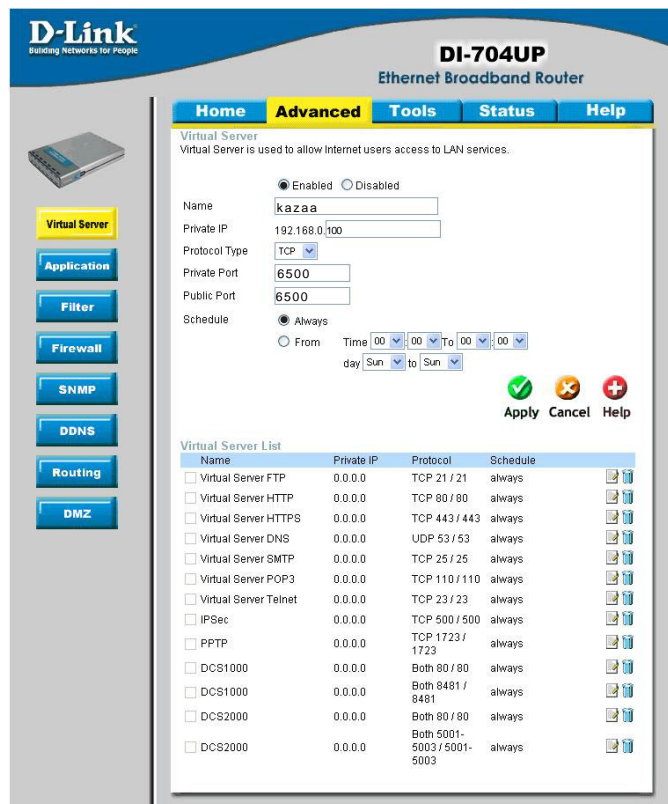 D-Link
Building Networks for People
DI-704UP
Ethernet Broadband Router
Home Advanced Tools Status Help
Virtual Server
Application
Filter
Firewall
SNMP
DDNS
Routing
DMZ
Virtual Server
Virtual Server is used to allow Internet users access to LAN services.
Enabled Disabled
Name kazaa
Private IP 192.168.0.100
Protocol Type TCP
Private Port 6500
Public Port 6500
Schedule Always
From Time 00 : 00 To 00 : 00
day Sun to Sun
Apply Cancel Help
Virtual Server List
Name Private IP Protocol Schedule
Virtual Server FTP 0.0.0.0 TCP 21 / 21 always
Virtual Server HTTP 0.0.0.0 TCP 80 / 80 always
Virtual Server HTTPS 0.0.0.0 TCP 443 / 443 always
Virtual Server DNS 0.0.0.0 UDP 53 / 53 always
Virtual Server SMTP 0.0.0.0 TCP 25 / 25 always
Virtual Server POP3 0.0.0.0 TCP 110 / 110 always
Virtual Server Telnet 0.0.0.0 TCP 23 / 23 always
IPSec 0.0.0.0 TCP 500 / 500 always
PPTP 0.0.0.0 TCP 1723 / 1723 always
DCS1000 0.0.0.0 Both 80 / 80 always
DCS1000 0.0.0.0 Both 8481 / 8481 always
DCS2000 0.0.0.0 Both 80 / 80 always
DCS2000 0.0.0.0 Both 5001-5003 / 5001-5003 always